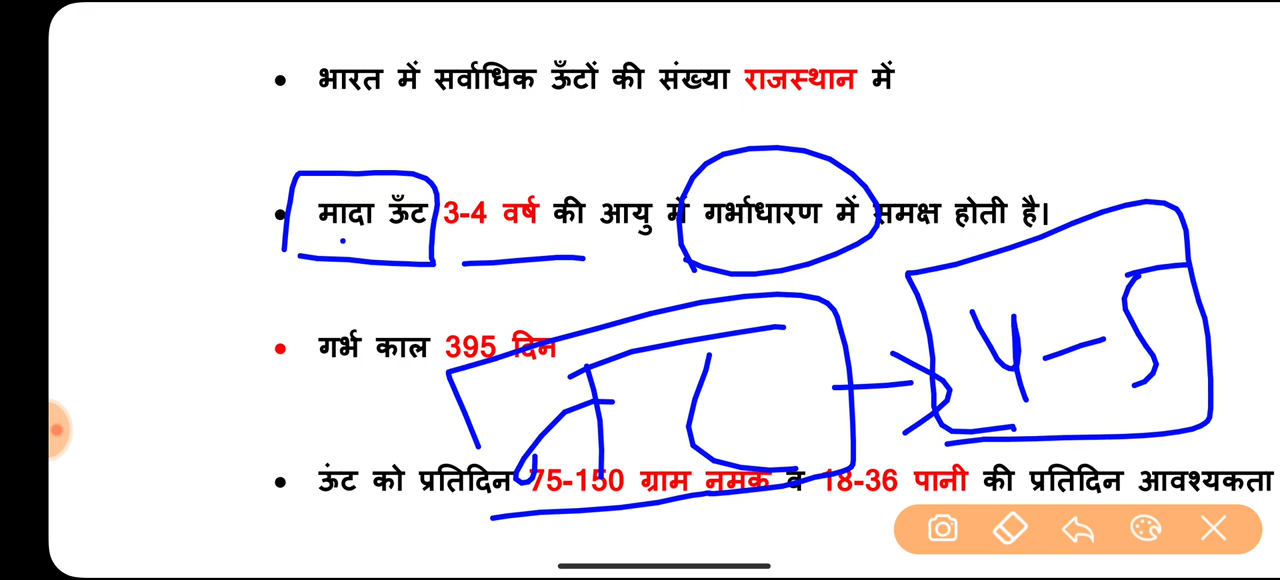 भारत में सर्वाधिक ऊँटों की संख्या राजस्थान में
मादा ऊँट 3-4 वर्ष की आयु में गर्भाधारण में समक्ष होती है।
गर्भ काल 395 दिन
4-5
ऊंट को प्रतिदिन 75-150 ग्राम नमक व 18-36 पानी की प्रतिदिन आवश्यकता